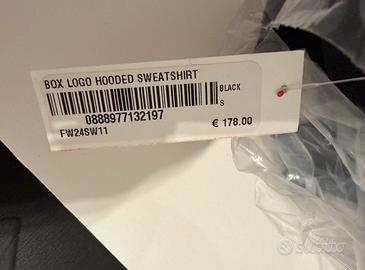 BOX LOGO HOODED SWEATSHIRT
BLACK
S
0888977132197
FW24SW11
€ 178.00
subito